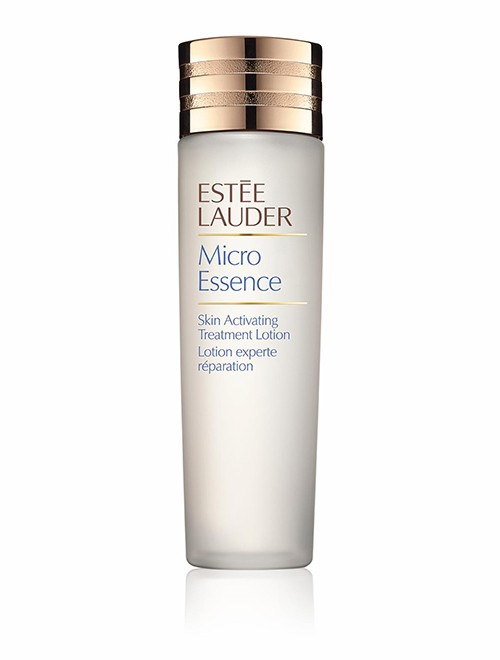 ESTĒE
LAUDER
Micro
Essence
Skin Activating
Treatment Lotion
Lotion experte
réparation